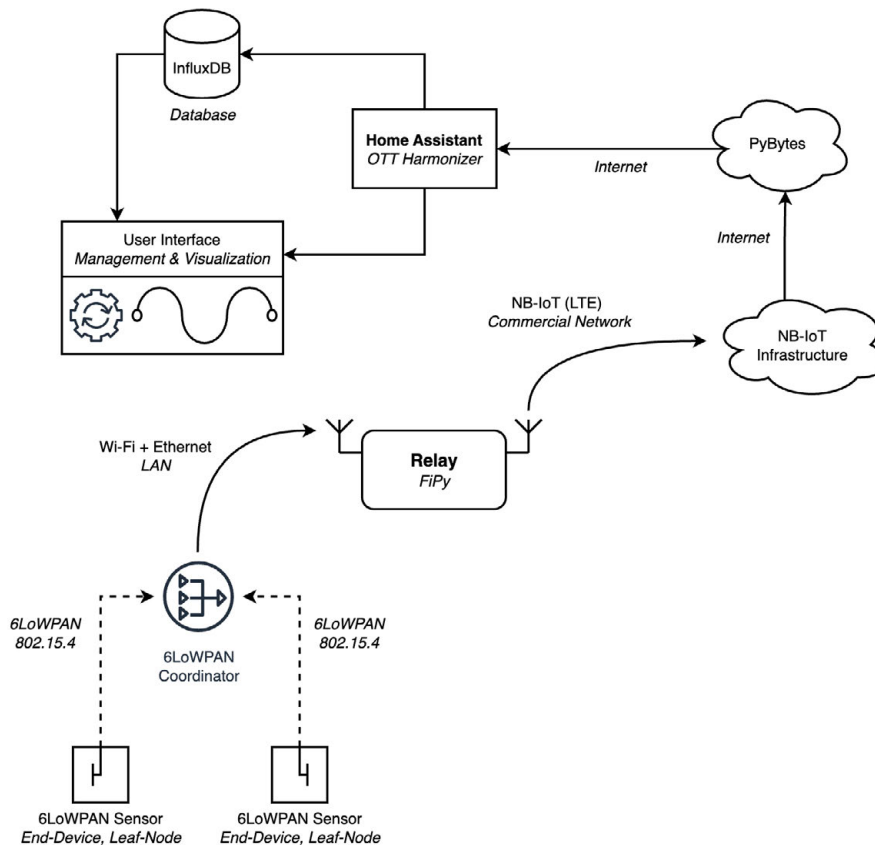 InfluxDB
Database
Home Assistant
OTT Harmonizer
PyBytes
Internet
User Interface
Management & Visualization
Internet
NB-IoT (LTE)
Commercial Network
NB-IoT
Infrastructure
Wi-Fi + Ethernet
LAN
Relay
FiPy
6LoWPAN
802.15.4
6LoWPAN
802.15.4
6LoWPAN
Coordinator
6LoWPAN Sensor
End-Device, Leaf-Node
6LoWPAN Sensor
End-Device, Leaf-Node